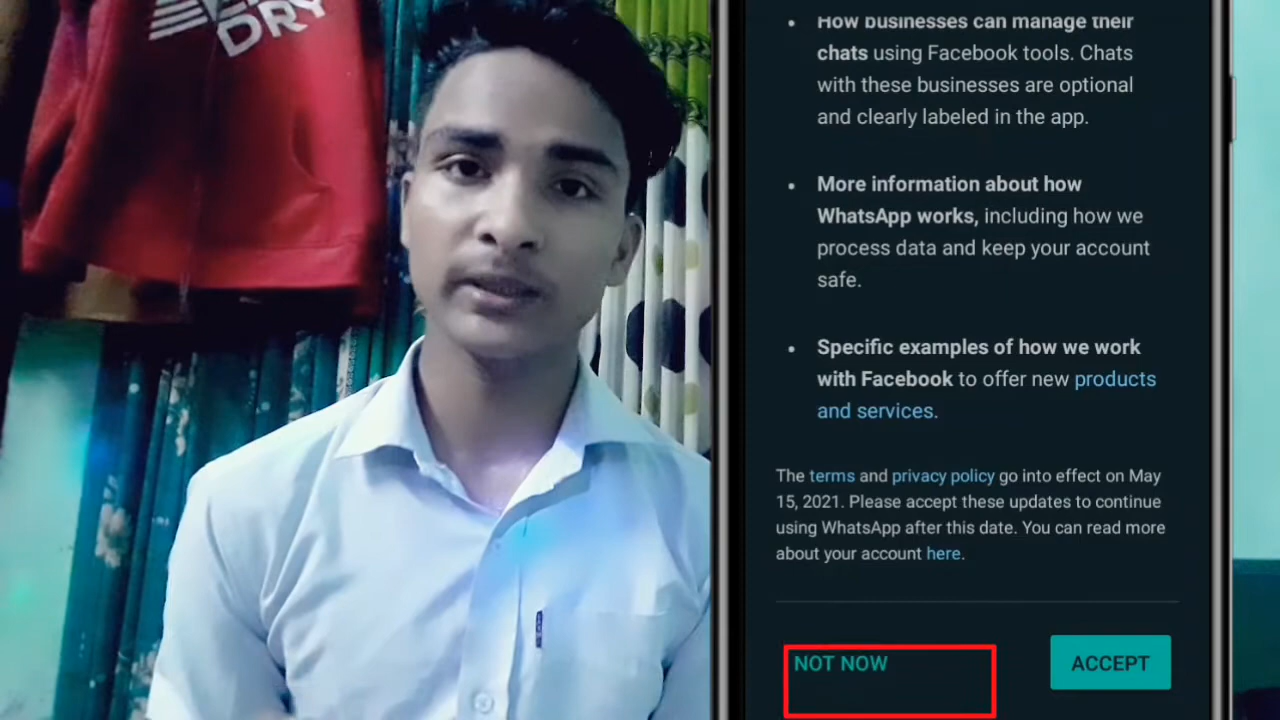 DRY
How businesses can manage their
chats using Facebook tools. Chats
with these businesses are optional
and clearly labeled in the app.
More information about how
WhatsApp works, including how we
process data and keep your account
safe.
Specific examples of how we work
with Facebook to offer new products
and services.
The terms and privacy policy go into effect on May
15, 2021. Please accept these updates to continue
using WhatsApp after this date. You can read more
about your account here.
NOT NOW
ACCEPT